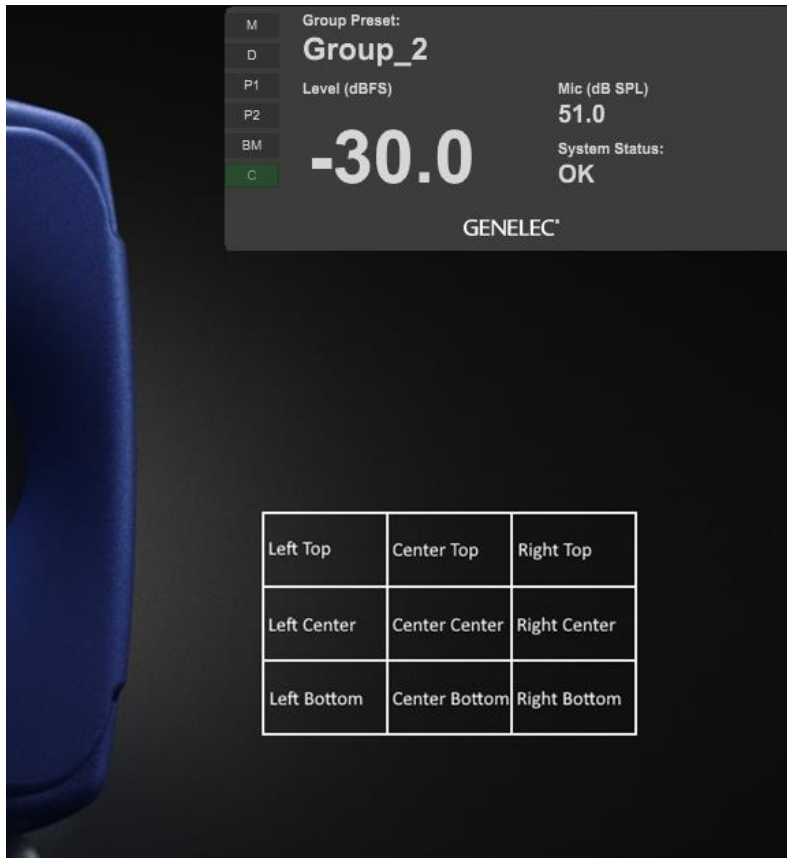 M
D
P1
P2
BM
C
Group Preset:
Group_2
Level (dBFS)
-30.0
Mic (dB SPL)
51.0
System Status:
OK
GENELEC®
Left Top Center Top Right Top
Left Center Center Center Right Center
Left Bottom Center Bottom Right Bottom